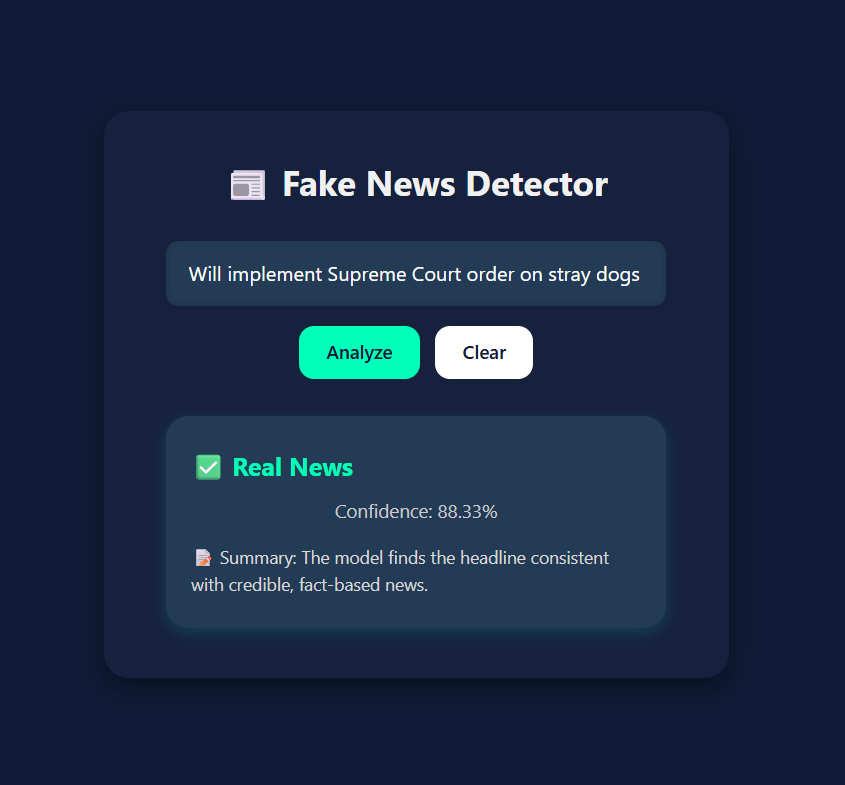 Fake News Detector
Will implement Supreme Court order on stray dogs
Analyze Clear
Real News
Confidence: 88.33%
Summary: The model finds the headline consistent
with credible, fact-based news.